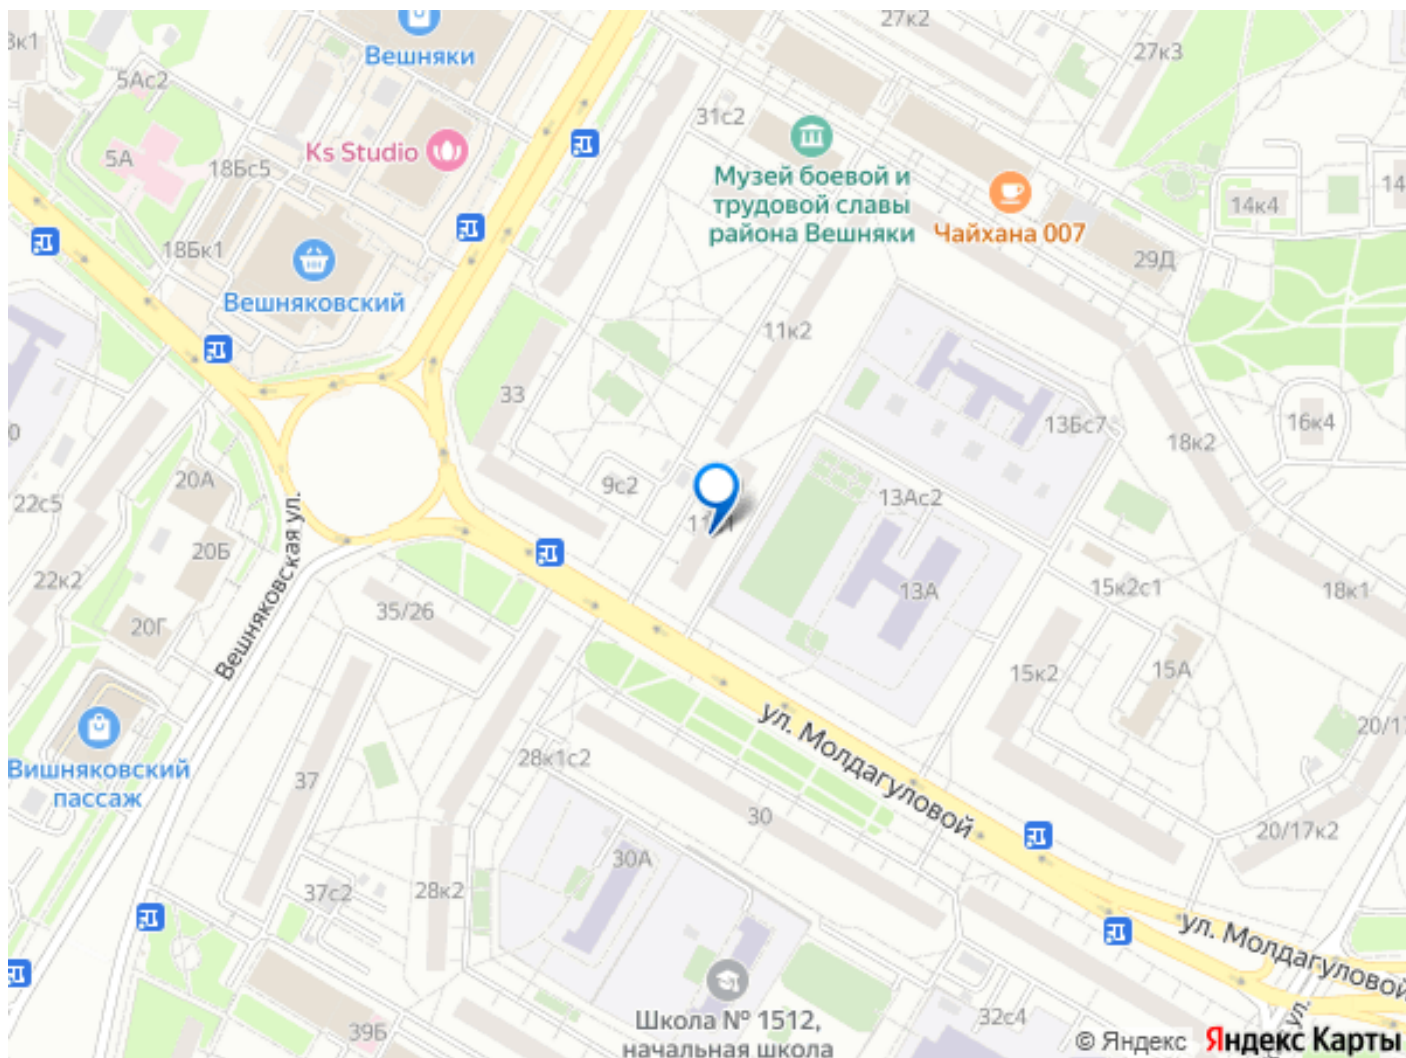 27к2
3к1
Вешняки
27к3
5Ас2
31с2
Ks Studio
5А
18Бс5
Музей боевой и
трудовой славы
района Вешняки
Чайхана 007
14
14к4
18Бк1
29Д
Вешняковский
11к2
33
13Бс7
16к4
18к2
0
20А
9с2
13Ас2
22с5
20Б
Вешняковская ул.
22к2
13А
15к2с1
18к1
35/26
20Г
15к2
15А
ул. Молдагуловой
20/17
Вишняковский
пассаж
37
28к1с2
30
20/17к2
30А
37с2
28к2
ул. Молдагуловой
Школа № 1512,
начальная школа
32с4
39Б
ул.
© Яндекс
Яндекс Карты